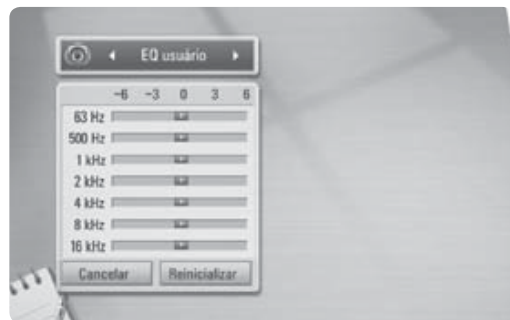 EQ usuário
-6 -3 0 3 6
63 Hz
500 Hz
1 kHz
2 kHz
4 kHz
8 kHz
16 kHz
Cancelar Reinicializar